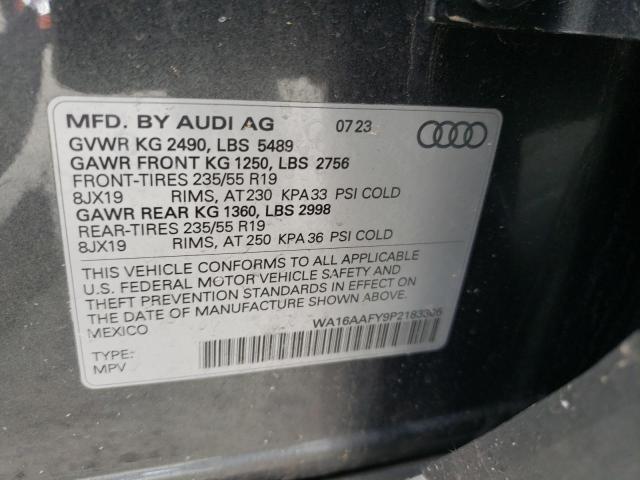 MFD. BY AUDI AG 07 23
GVWR KG 2490, LBS 5489
GAWR FRONT KG 1250, LBS 2756
FRONT-TIRES 235/55 R19
8JX19 RIMS, AT 230 KPA 33 PSI COLD
GAWR REAR KG 1360, LBS 2998
REAR-TIRES 235/55 R19
8JX19 RIMS, AT 250 KPA 36 PSI COLD
THIS VEHICLE CONFORMS TO ALL APPLICABLE
U.S. FEDERAL MOTOR VEHICLE SAFETY AND
THEFT PREVENTION STANDARDS IN EFFECT ON
THE DATE OF MANUFACTURE SHOWN ABOVE.
MEXICO
WA16AAFY9P2183306
TYPE:
MPV